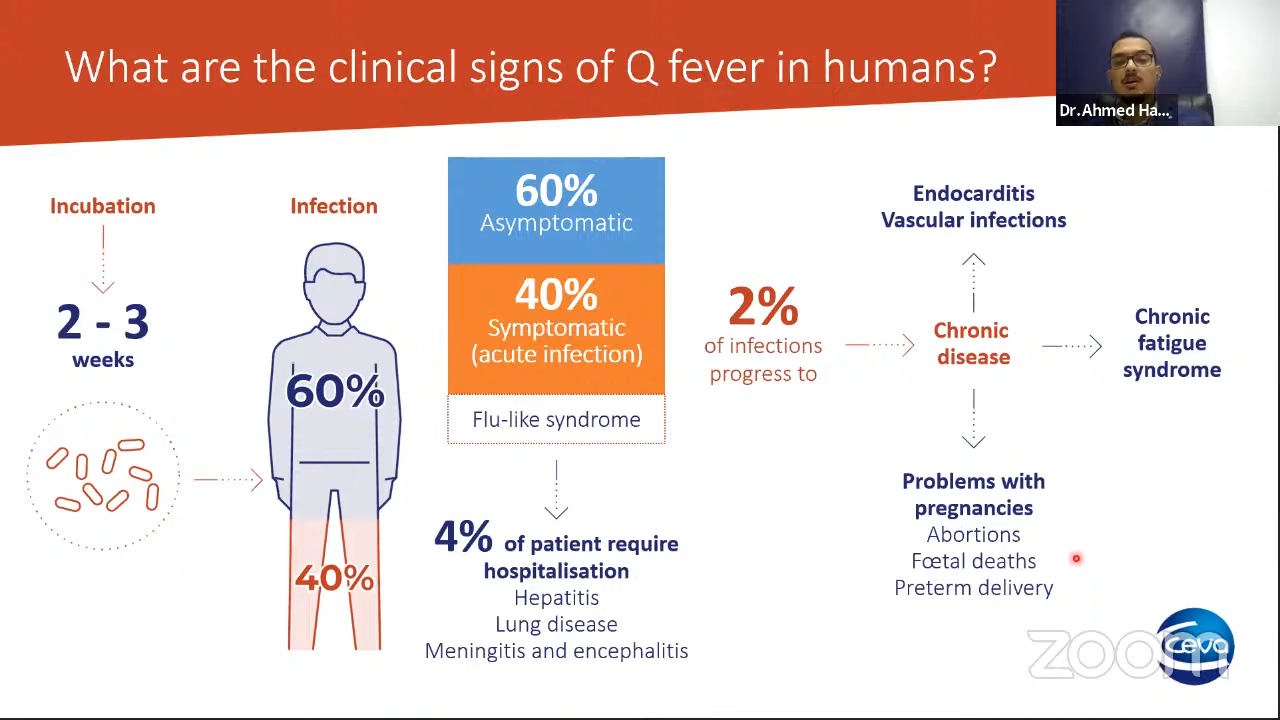 What are the clinical signs of Q fever in humans?
Dr.Ahmed Ha...
Incubation
2 - 3
weeks
Infection
60%
40%
60%
Asymptomatic
40%
Symptomatic
(acute infection)
Flu-like syndrome
4% of patient require
hospitalisation
Hepatitis
Lung disease
Meningitis and encephalitis
2%
of infections
progress to
Chronic
disease
Endocarditis
Vascular infections
Chronic
fatigue
syndrome
Problems with
pregnancies
Abortions
Fœtal deaths
Preterm delivery
zoom
Ceva